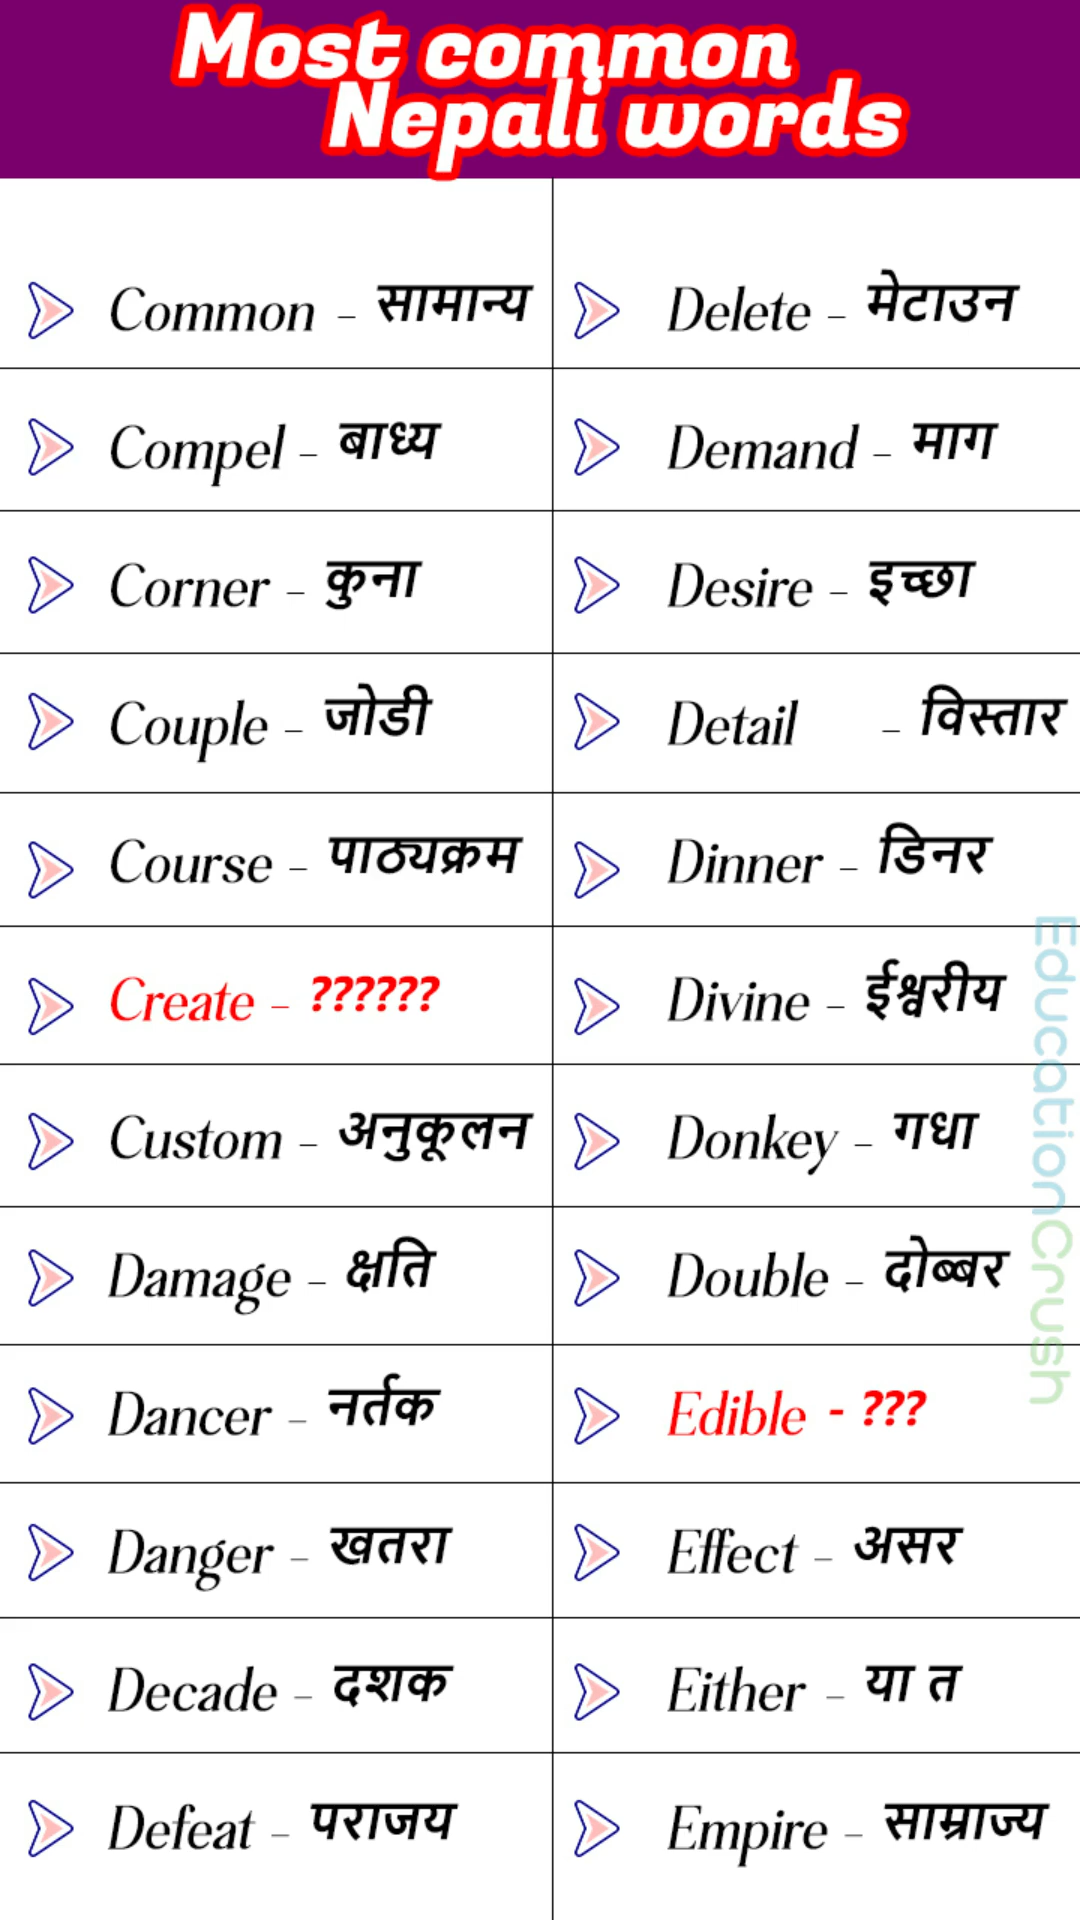 Most common
Nepali words
Common - सामान्य
Compel - बाध्य
Corner - कुना
Couple - जोडी
Course - पाठ्यक्रम
Create - ??????
Custom - अनुकूलन
Damage - क्षति
Dancer - नर्तक
Danger - खतरा
Decade - दशक
Defeat - पराजय
Delete - मेटाउन
Demand - माग
Desire - इच्छा
Detail - विस्तार
Dinner - डिनर
Divine - ईश्वरीय
Donkey - गधा
Double - दोब्बर
Edible - ???
Effect - असर
Either - या त
Empire - साम्राज्य
EducationCrush